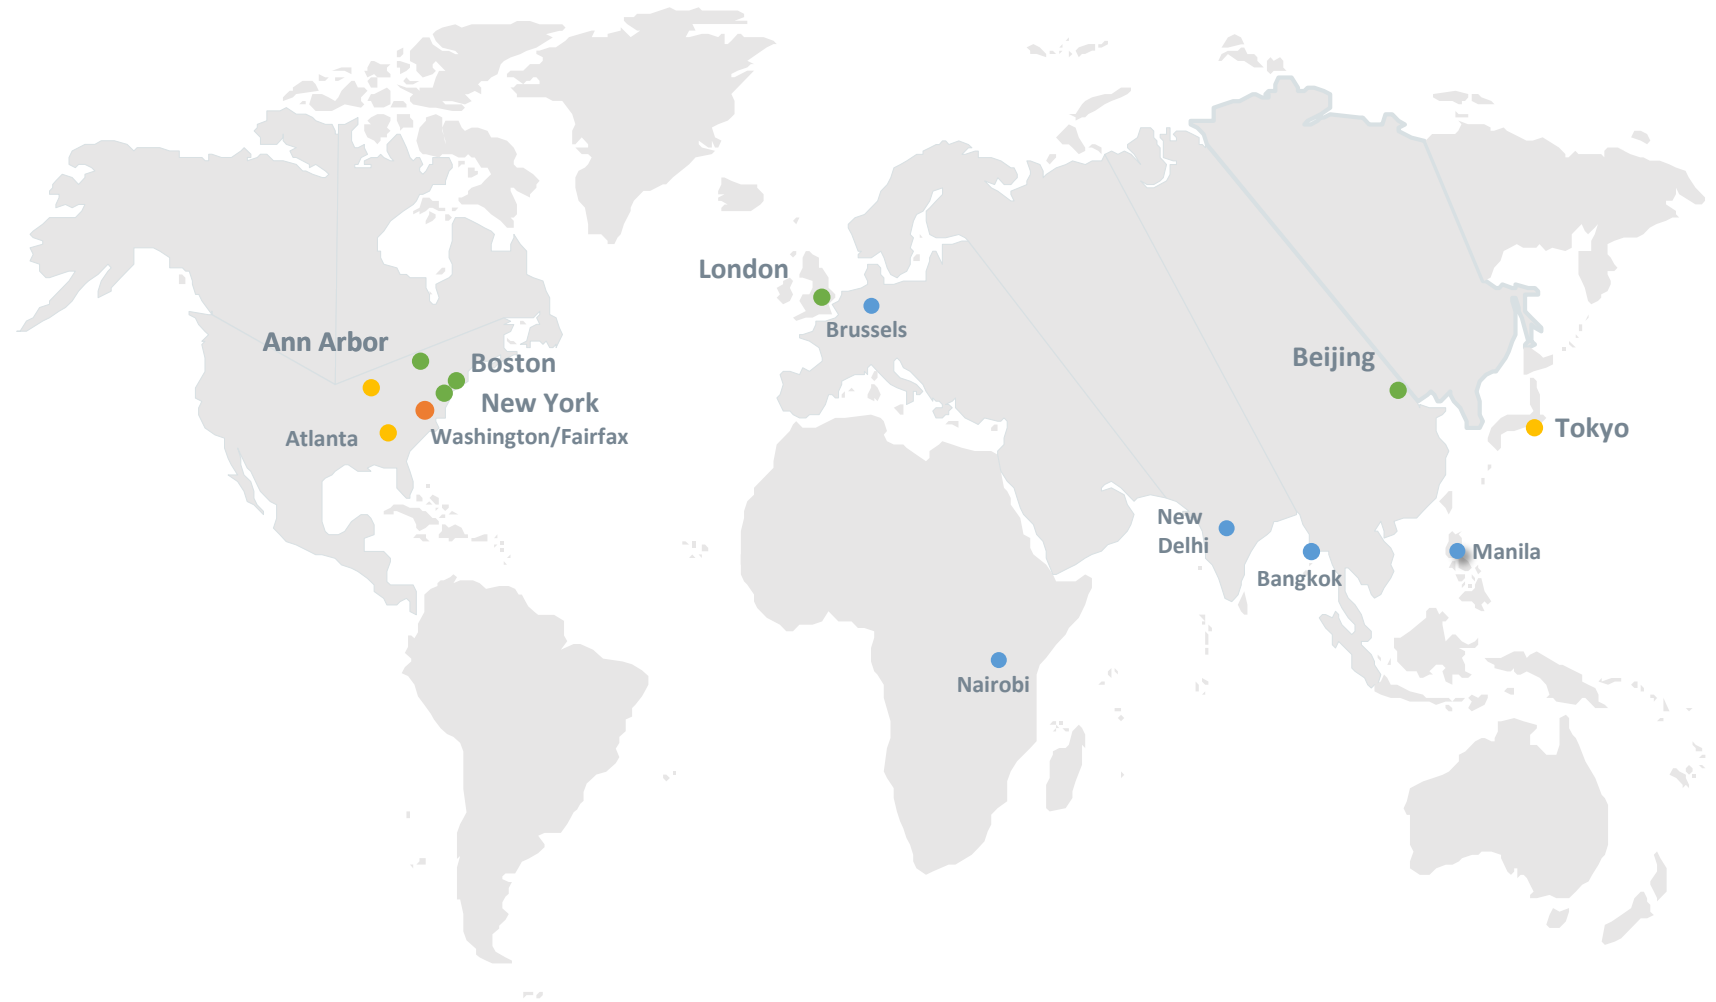 London
Brussels
Ann Arbor
Boston
New York
Atlanta
Washington/Fairfax
Beijing
Tokyo
New
Delhi
Bangkok
Manila
Nairobi